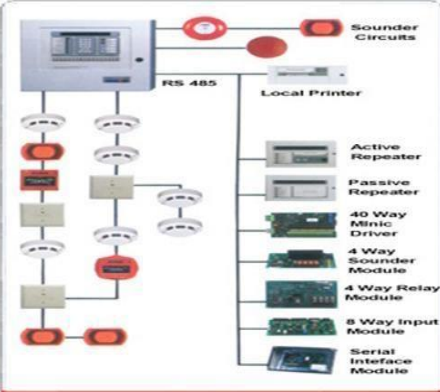 Sounder
Circuits
RS 485
Local Printer
Active
Repeater
Passive
Repeater
40 Way
Mimic
Driver
4 Way
Sounder
Module
4 Way Relay
Module
8 Way Input
Module
Serial
Inteface
Module